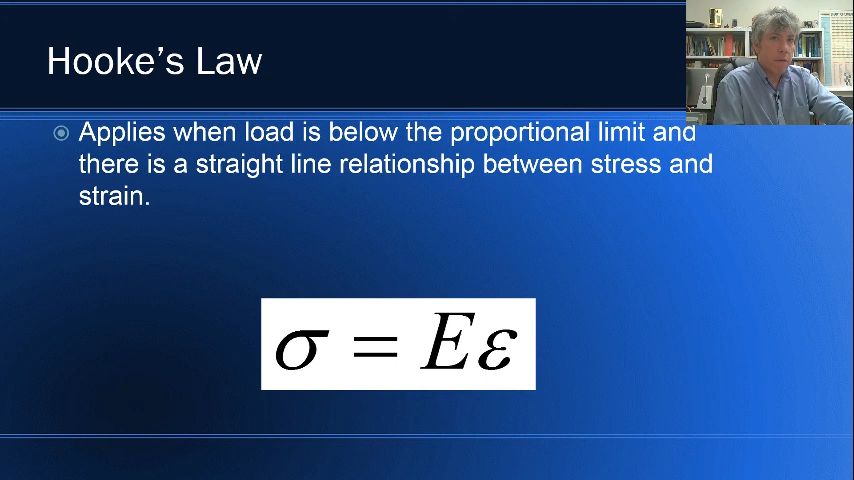 Hooke's Law
Applies when load is below the proportional limit and
there is a straight line relationship between stress and
strain.
σ = Eε